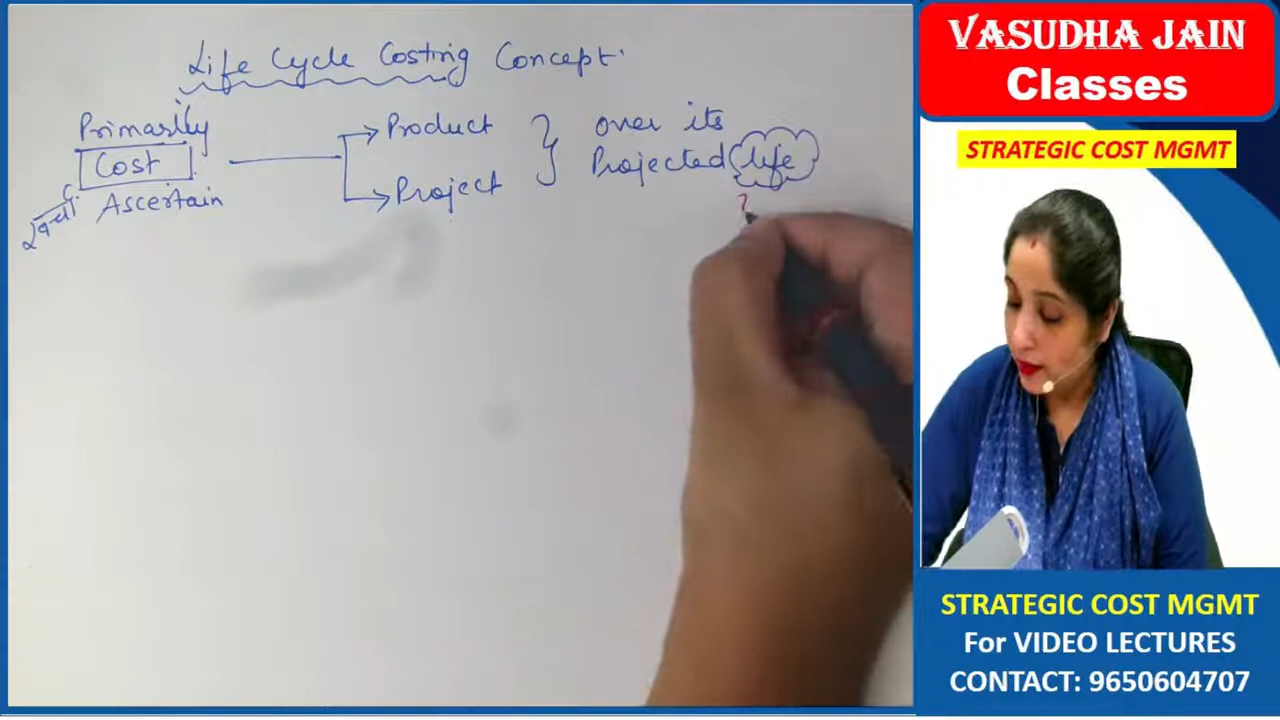 Life Cycle Costing Concept
Primarily
Cost
Ascertain
खर्चा
Product
Project
over its
Projected life
?
VASUDHA JAIN
Classes
STRATEGIC COST MGMT
STRATEGIC COST MGMT
For VIDEO LECTURES
CONTACT: 9650604707